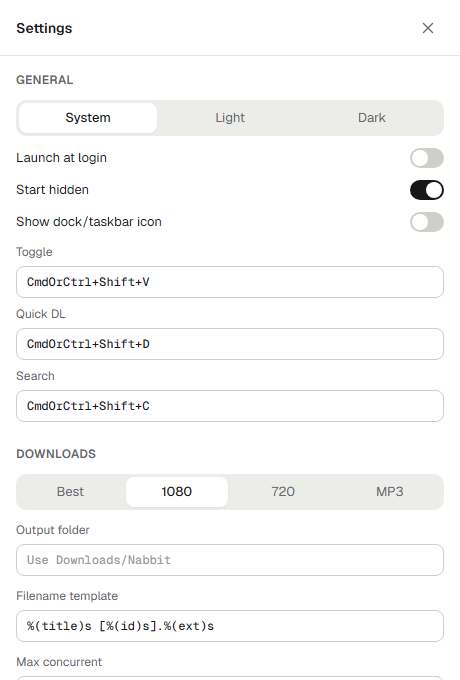 Settings
GENERAL
System Light Dark
Launch at login
Start hidden
Show dock/taskbar icon
Toggle
CmdOrCtrl+Shift+V
Quick DL
CmdOrCtrl+Shift+D
Search
CmdOrCtrl+Shift+C
DOWNLOADS
Best 1080 720 MP3
Output folder
Use Downloads/Nabbit
Filename template
%(title)s [%(id)s].%(ext)s
Max concurrent